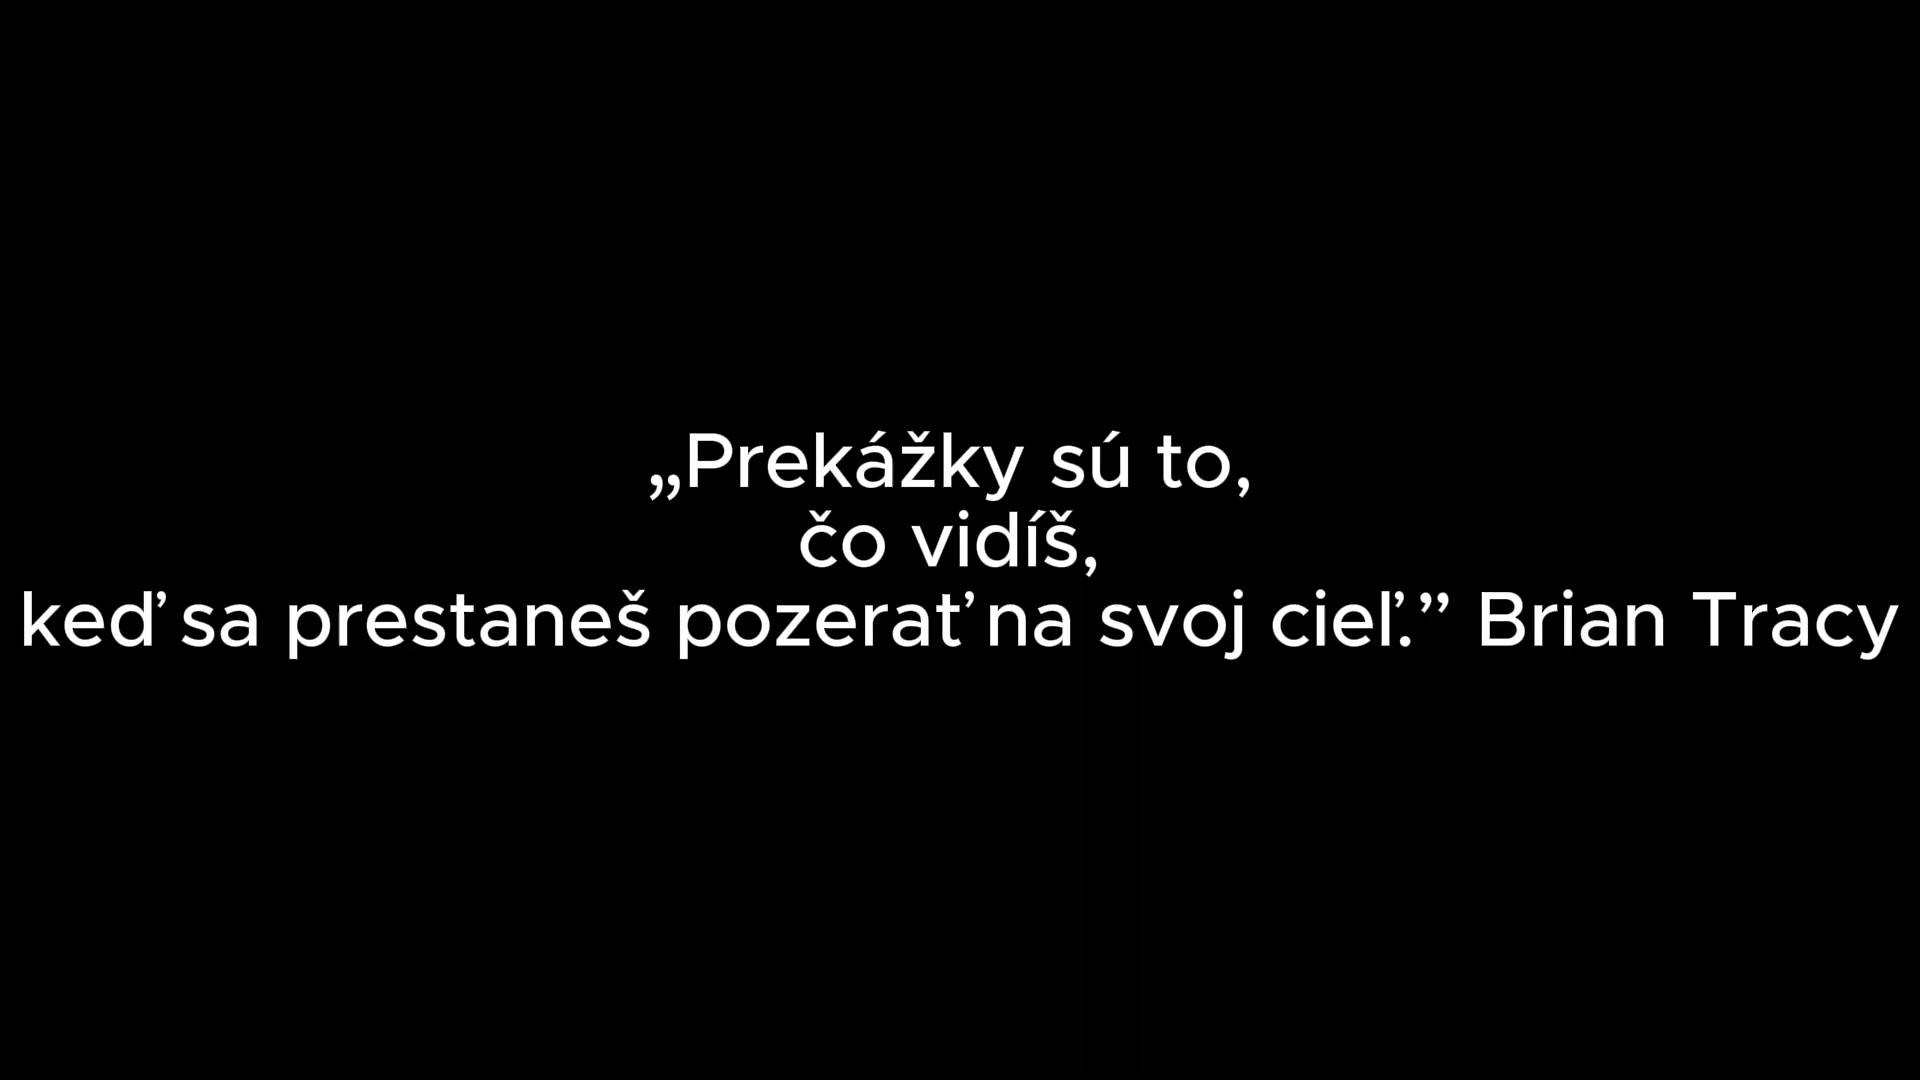 „Prekážky sú to,
čo vidíš,
keď sa prestaneš pozerať na svoj cieľ.” Brian Tracy